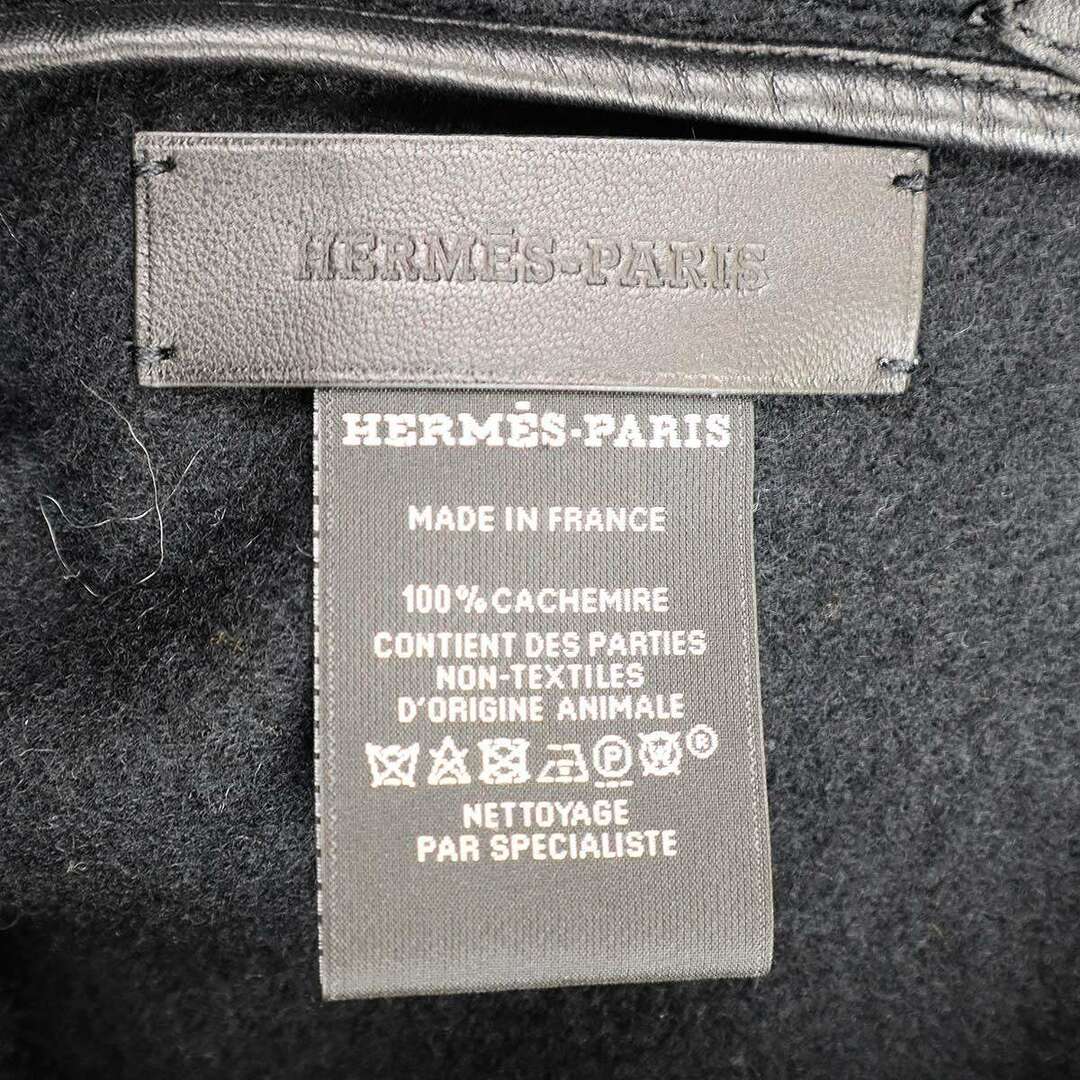 HERMÈS-PARIS
HERMÈS-PARIS
MADE IN FRANCE
100% CACHEMIRE
CONTIENT DES PARTIES
NON-TEXTILES
D'ORIGINE ANIMALE
P W ®
NETTOYAGE
PAR SPECIALISTE